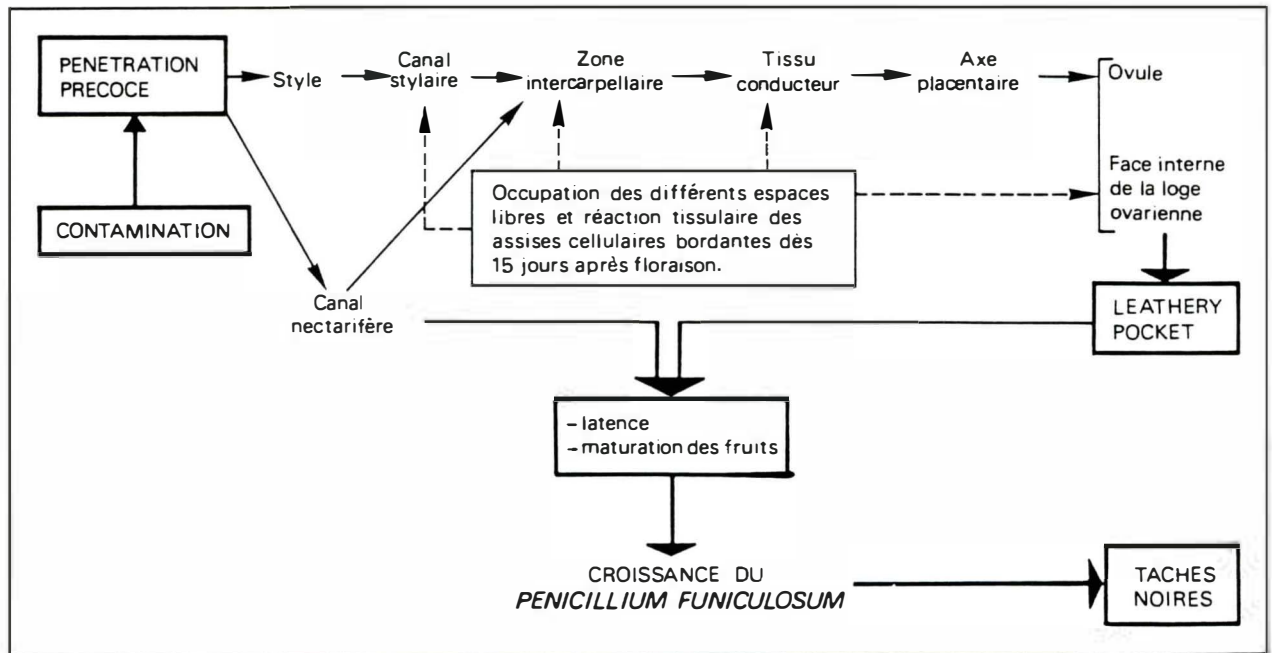 PENETRATION
PRECOCE
Style
Canal
stylaire
Zone
intercarpellaire
Tissu
conducteur
Axe
placentaire
Ovule
Face interne
de la loge
ovarienne
CONTAMINATION
Occupation des différents espaces
libres et réaction tissulaire des
assises cellulaires bordantes dès
15 jours après floraison.
Canal
nectarifère
LEATHERY
POCKET
– latence
– maturation des fruits
CROISSANCE DU
PENICILLIUM FUNICULOSUM
TACHES
NOIRES